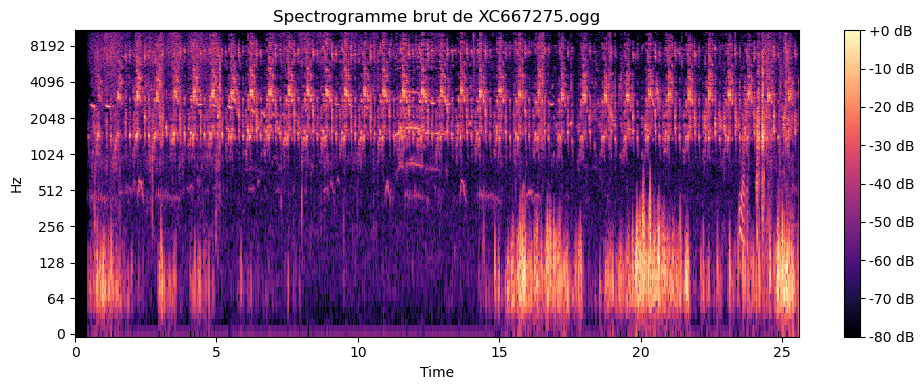 Spectrogramme brut de XC667275.ogg
8192
4096
2048
1024
512
256
128
64
0
Hz
0
5
10
15
20
25
Time
+0 dB
-10 dB
-20 dB
-30 dB
-40 dB
-50 dB
-60 dB
-70 dB
-80 dB